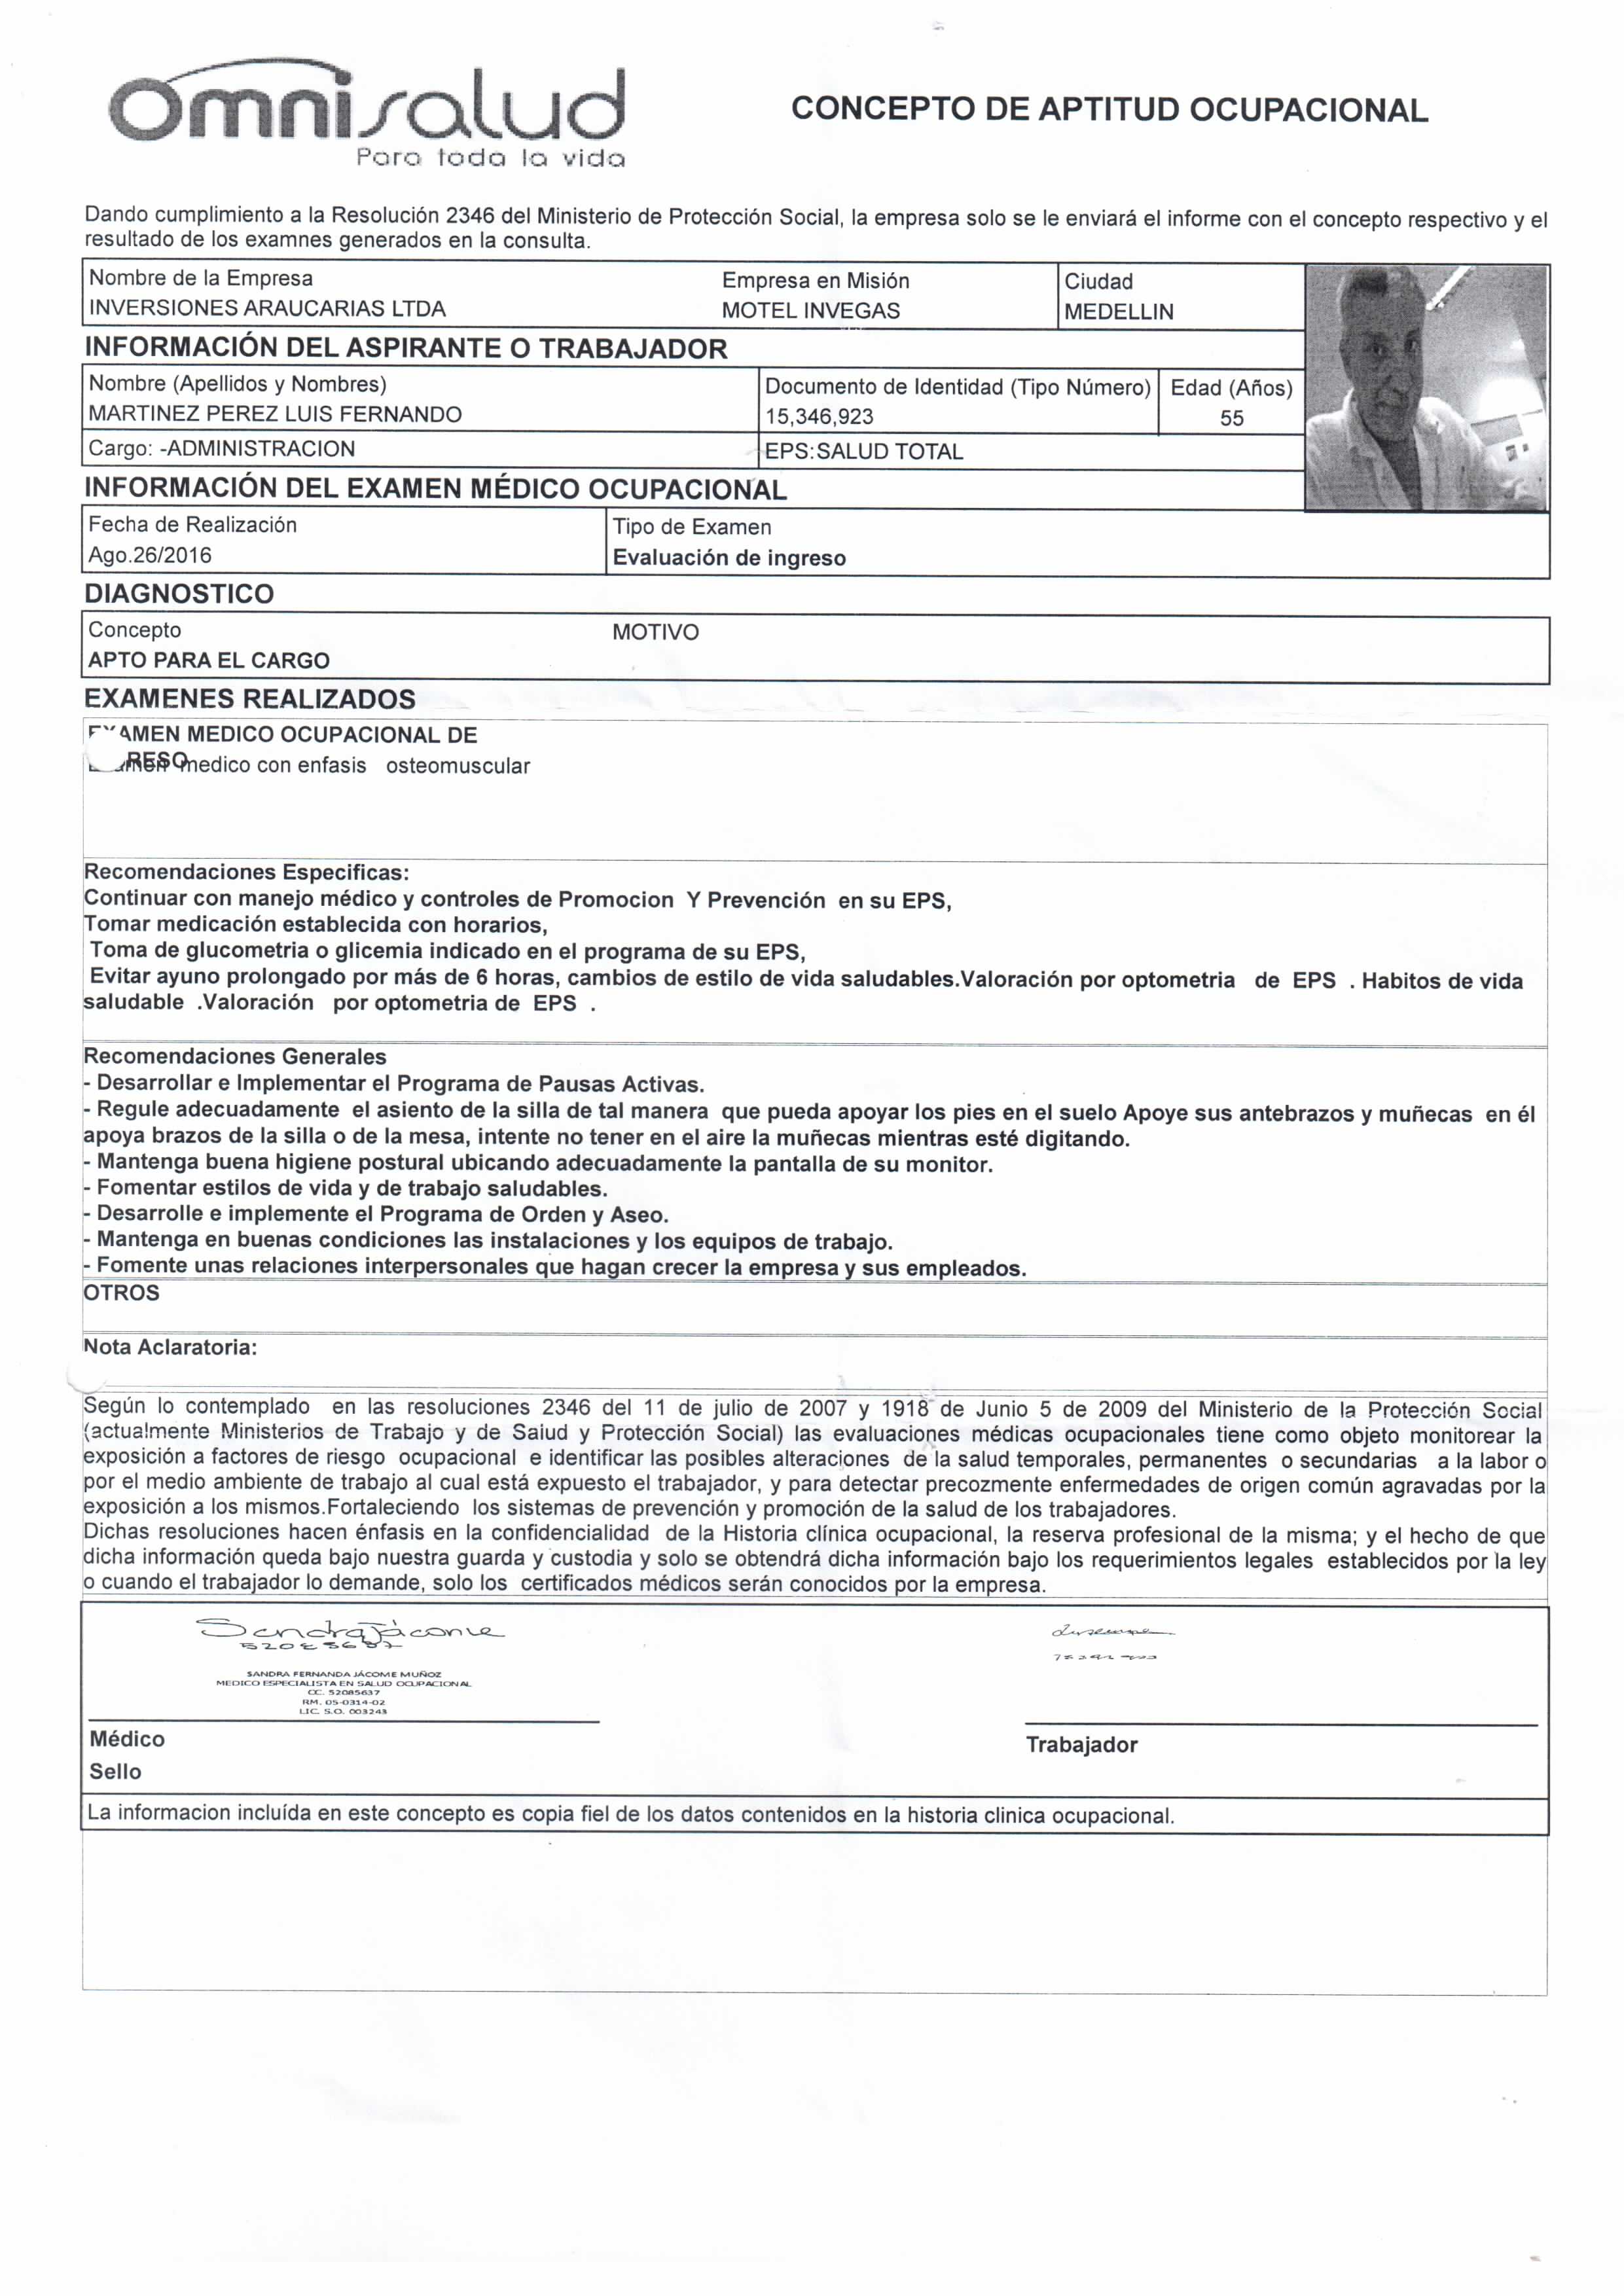 omnisalud
Para toda la vida
CONCEPTO DE APTITUD OCUPACIONAL
Dando cumplimiento a la Resolución 2346 del Ministerio de Protección Social, la empresa solo se le enviará el informe con el concepto respectivo y el
resultado de los examnes generados en la consulta.
Nombre de la Empresa Empresa en Misión Ciudad
INVERSIONES ARAUCARIAS LTDA MOTEL INVEGAS MEDELLIN
INFORMACIÓN DEL ASPIRANTE O TRABAJADOR
Nombre (Apellidos y Nombres) Documento de Identidad (Tipo Número) Edad (Años)
MARTINEZ PEREZ LUIS FERNANDO 15,346,923 55
Cargo: -ADMINISTRACION EPS:SALUD TOTAL
INFORMACIÓN DEL EXAMEN MÉDICO OCUPACIONAL
Fecha de Realización Tipo de Examen
Ago.26/2016 Evaluación de ingreso
DIAGNOSTICO
Concepto MOTIVO
APTO PARA EL CARGO
EXAMENES REALIZADOS
EXAMEN MEDICO OCUPACIONAL DE
RESO
medico con enfasis osteomuscular
Recomendaciones Especificas:
Continuar con manejo médico y controles de Promocion Y Prevención en su EPS,
Tomar medicación establecida con horarios,
Toma de glucometria o glicemia indicado en el programa de su EPS,
Evitar ayuno prolongado por más de 6 horas, cambios de estilo de vida saludables.Valoración por optometria de EPS . Habitos de vida
saludable .Valoración por optometria de EPS .
Recomendaciones Generales
- Desarrollar e Implementar el Programa de Pausas Activas.
- Regule adecuadamente el asiento de la silla de tal manera que pueda apoyar los pies en el suelo Apoye sus antebrazos y muñecas en él
apoya brazos de la silla o de la mesa, intente no tener en el aire la muñecas mientras esté digitando.
- Mantenga buena higiene postural ubicando adecuadamente la pantalla de su monitor.
- Fomentar estilos de vida y de trabajo saludables.
- Desarrolle e implemente el Programa de Orden y Aseo.
- Mantenga en buenas condiciones las instalaciones y los equipos de trabajo.
- Fomente unas relaciones interpersonales que hagan crecer la empresa y sus empleados.
OTROS
Nota Aclaratoria:
Según lo contemplado en las resoluciones 2346 del 11 de julio de 2007 y 1918 de Junio 5 de 2009 del Ministerio de la Protección Social
(actualmente Ministerios de Trabajo y de Salud y Protección Social) las evaluaciones médicas ocupacionales tiene como objeto monitorear la
exposición a factores de riesgo ocupacional e identificar las posibles alteraciones de la salud temporales, permanentes o secundarias a la labor o
por el medio ambiente de trabajo al cual está expuesto el trabajador, y para detectar precozmente enfermedades de origen común agravadas por la
exposición a los mismos.Fortaleciendo los sistemas de prevención y promoción de la salud de los trabajadores.
Dichas resoluciones hacen énfasis en la confidencialidad de la Historia clínica ocupacional, la reserva profesional de la misma; y el hecho de que
dicha información queda bajo nuestra guarda y custodia y solo se obtendrá dicha información bajo los requerimientos legales establecidos por la ley
o cuando el trabajador lo demande, solo los certificados médicos serán conocidos por la empresa.
Sandra Jácome
52085637
SANDRA FERNANDA JÁCOME MUÑOZ
MEDICO ESPECIALISTA EN SALUD OCUPACIONAL
CC. 52085637
RM. 05-0314-02
LIC. S.O. 003243
Médico Trabajador
Sello
La informacion incluída en este concepto es copia fiel de los datos contenidos en la historia clinica ocupacional.